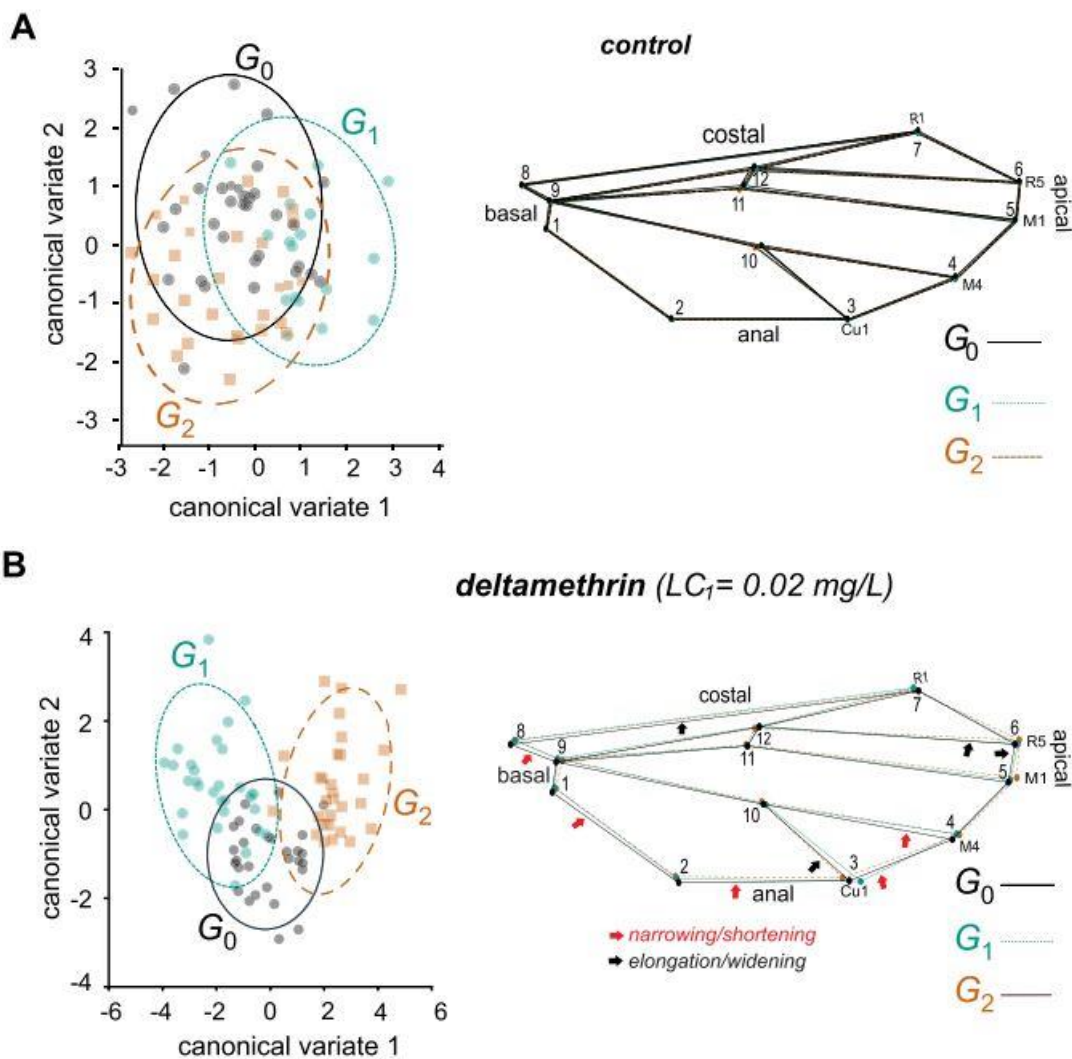 A
control
G0
G1
G2
3
2
1
0
-1
-2
-3
-3 -2 -1 0 1 2 3 4
canonical variate 2
canonical variate 1
costal
basal
anal
apical
R1
7
8
9
1
12
11
6
R5
5
M1
10
4
M4
2
3
Cu1
G0
G1
G2
B
deltamethrin (LC1= 0.02 mg/L)
G1
G2
G0
4
2
0
-2
-4
-6 -4 -2 0 2 4 6
canonical variate 2
canonical variate 1
costal
basal
anal
apical
R1
7
8
9
1
12
11
6
R5
5
M1
10
4
M4
2
3
Cu1
narrowing/shortening
elongation/widening
G0
G1
G2